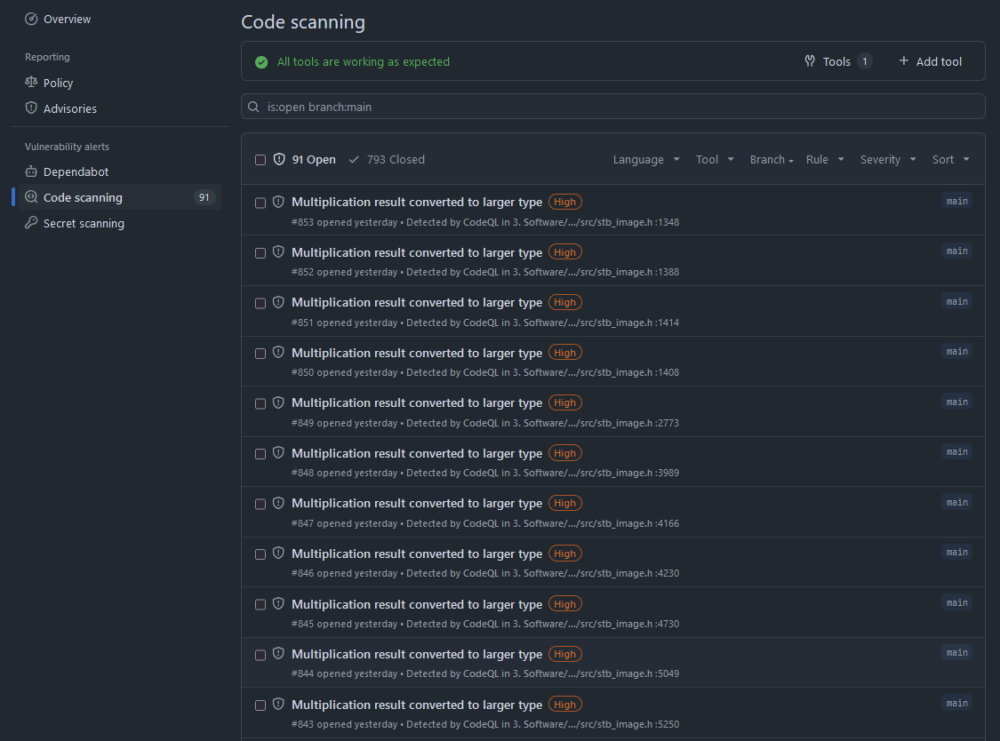 Overview
Reporting
Policy
Advisories
Vulnerability alerts
Dependabot
Code scanning 91
Secret scanning
Code scanning
All tools are working as expected Tools 1 Add tool
is:open branch:main
91 Open 793 Closed Language Tool Branch Rule Severity Sort
Multiplication result converted to larger type High main
#853 opened yesterday • Detected by CodeQL in 3. Software/.../src/stb_image.h :1348
Multiplication result converted to larger type High main
#852 opened yesterday • Detected by CodeQL in 3. Software/.../src/stb_image.h :1388
Multiplication result converted to larger type High main
#851 opened yesterday • Detected by CodeQL in 3. Software/.../src/stb_image.h :1414
Multiplication result converted to larger type High main
#850 opened yesterday • Detected by CodeQL in 3. Software/.../src/stb_image.h :1408
Multiplication result converted to larger type High main
#849 opened yesterday • Detected by CodeQL in 3. Software/.../src/stb_image.h :2773
Multiplication result converted to larger type High main
#848 opened yesterday • Detected by CodeQL in 3. Software/.../src/stb_image.h :3989
Multiplication result converted to larger type High main
#847 opened yesterday • Detected by CodeQL in 3. Software/.../src/stb_image.h :4166
Multiplication result converted to larger type High main
#846 opened yesterday • Detected by CodeQL in 3. Software/.../src/stb_image.h :4230
Multiplication result converted to larger type High main
#845 opened yesterday • Detected by CodeQL in 3. Software/.../src/stb_image.h :4730
Multiplication result converted to larger type High main
#844 opened yesterday • Detected by CodeQL in 3. Software/.../src/stb_image.h :5049
Multiplication result converted to larger type High main
#843 opened yesterday • Detected by CodeQL in 3. Software/.../src/stb_image.h :5250